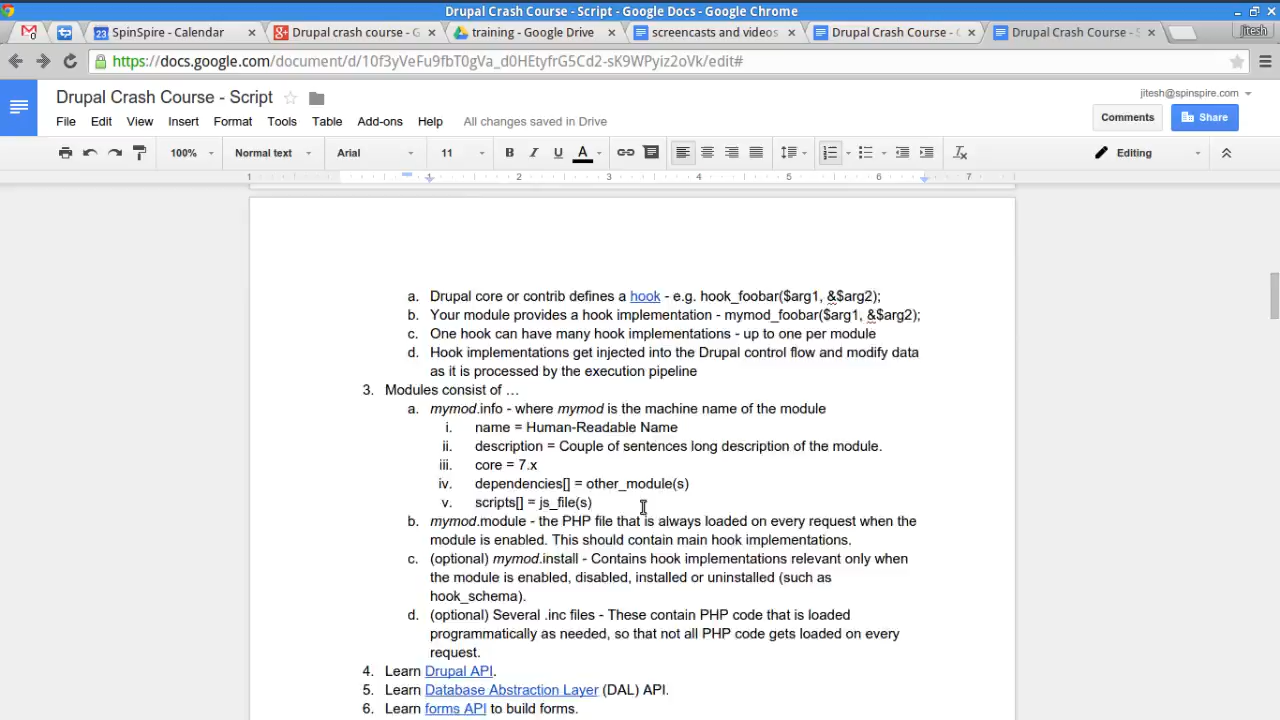 Drupal Crash Course - Script - Google Docs - Google Chrome
SpinSpire - Calendar
Drupal crash course - G
training - Google Drive
screencasts and videos
Drupal Crash Course -
Drupal Crash Course - S
jitesh
https://docs.google.com/document/d/10f3yVeFu9fbT0gVa_d0HEtyfrG5Cd2-sK9WPyiz2oVk/edit#
Drupal Crash Course - Script
jitesh@spinspire.com
File Edit View Insert Format Tools Table Add-ons Help All changes saved in Drive
Comments
Share
100% Normal text Arial 11 B I U A Editing
1 1 2 3 4 5 6 7
a. Drupal core or contrib defines a hook - e.g. hook_foobar($arg1, &$arg2);
b. Your module provides a hook implementation - mymod_foobar($arg1, &$arg2);
c. One hook can have many hook implementations - up to one per module
d. Hook implementations get injected into the Drupal control flow and modify data
as it is processed by the execution pipeline
3. Modules consist of …
a. mymod.info - where mymod is the machine name of the module
i. name = Human-Readable Name
ii. description = Couple of sentences long description of the module.
iii. core = 7.x
iv. dependencies[] = other_module(s)
v. scripts[] = js_file(s)
b. mymod.module - the PHP file that is always loaded on every request when the
module is enabled. This should contain main hook implementations.
c. (optional) mymod.install - Contains hook implementations relevant only when
the module is enabled, disabled, installed or uninstalled (such as
hook_schema).
d. (optional) Several .inc files - These contain PHP code that is loaded
programmatically as needed, so that not all PHP code gets loaded on every
request.
4. Learn Drupal API.
5. Learn Database Abstraction Layer (DAL) API.
6. Learn forms API to build forms.